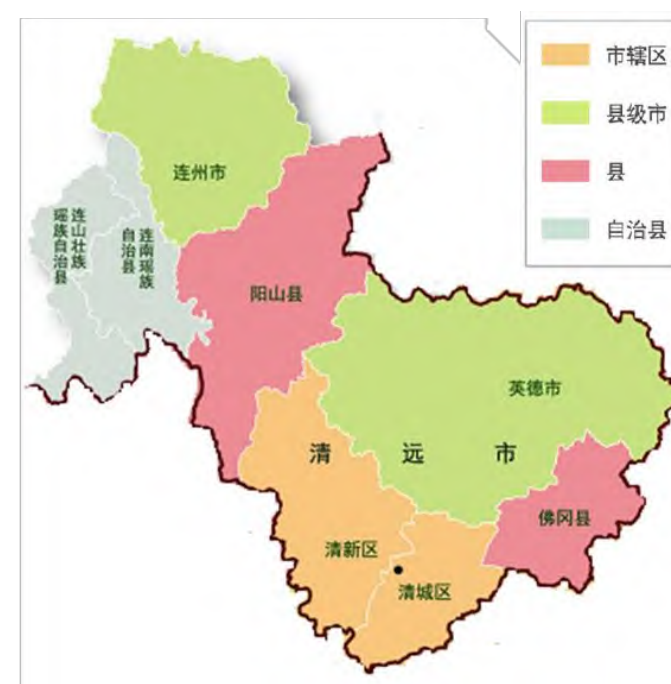 市辖区
县级市
县
自治县
连州市
连山壮族
瑶族自治县
连南瑶族
自治县
阳山县
英德市
清远市
佛冈县
清新区
清城区